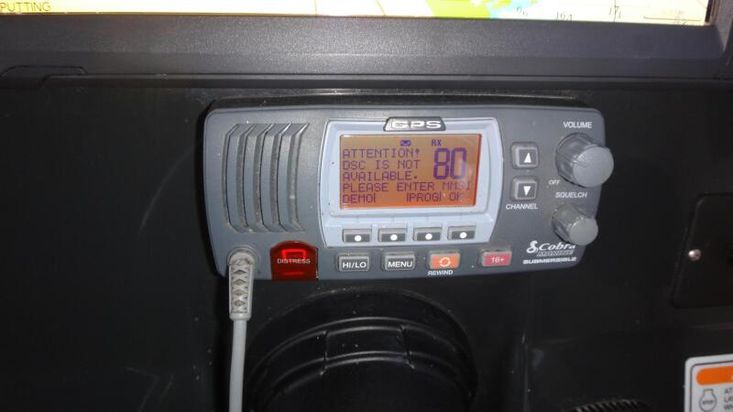 PUTTING
GPS
RX
ATTENTION!
DSC IS NOT
AVAILABLE.
PLEASE ENTER MMSI
DEMO PROG OK
80
VOLUME
OFF
SQUELCH
CHANNEL
DISTRESS
HI/LO
MENU
REWIND
16+
Cobra
MARINE
SUBMERSIBLE